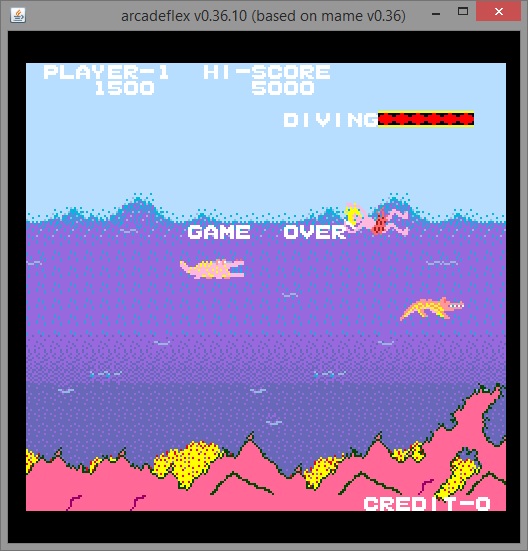 arcadeflex v0.36.10 (based on mame v0.36)
PLAYER-1 HI-SCORE
1500 5000
DIVING
GAME OVER
CREDIT-0